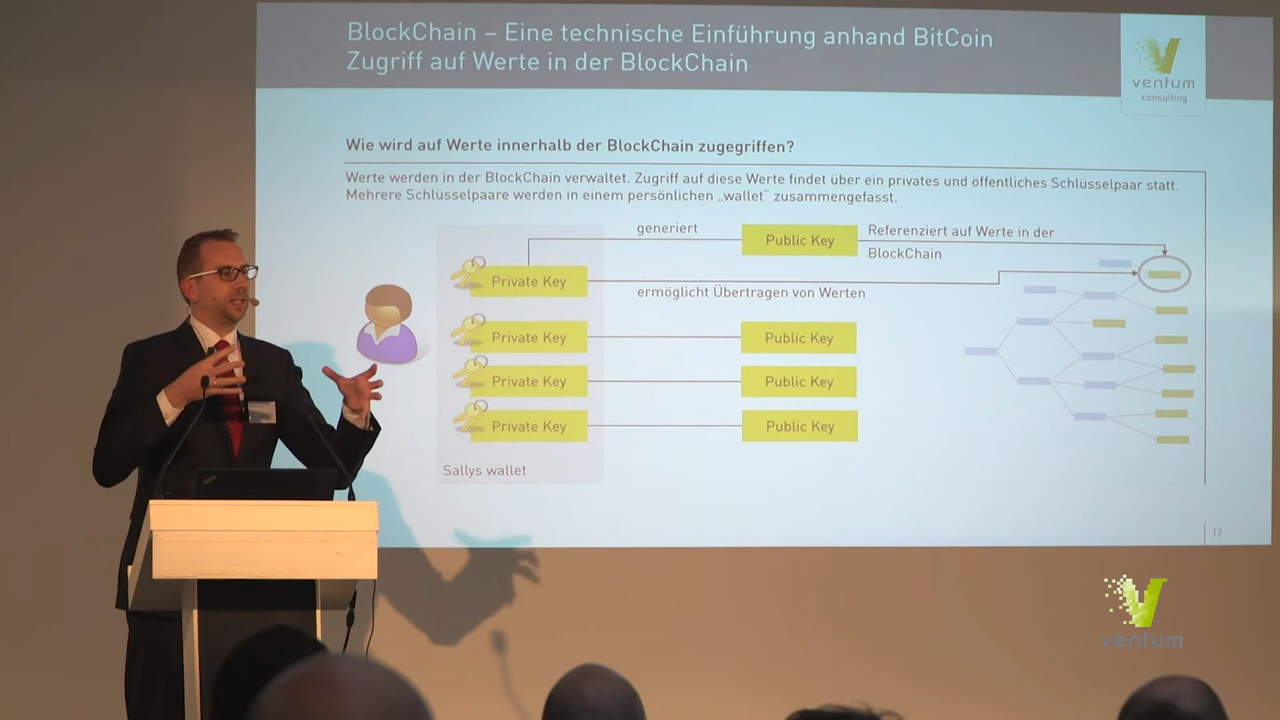 BlockChain – Eine technische Einführung anhand BitCoin
Zugriff auf Werte in der BlockChain
ventum
consulting
Wie wird auf Werte innerhalb der BlockChain zugegriffen?
Werte werden in der BlockChain verwaltet. Zugriff auf diese Werte findet über ein privates und öffentliches Schlüsselpaar statt.
Mehrere Schlüsselpaare werden in einem persönlichen „wallet“ zusammengefasst.
generiert
Public Key
Referenziert auf Werte in der
BlockChain
Private Key
ermöglicht Übertragen von Werten
Private Key
Public Key
Private Key
Public Key
Private Key
Public Key
Sallys wallet
17
ventum